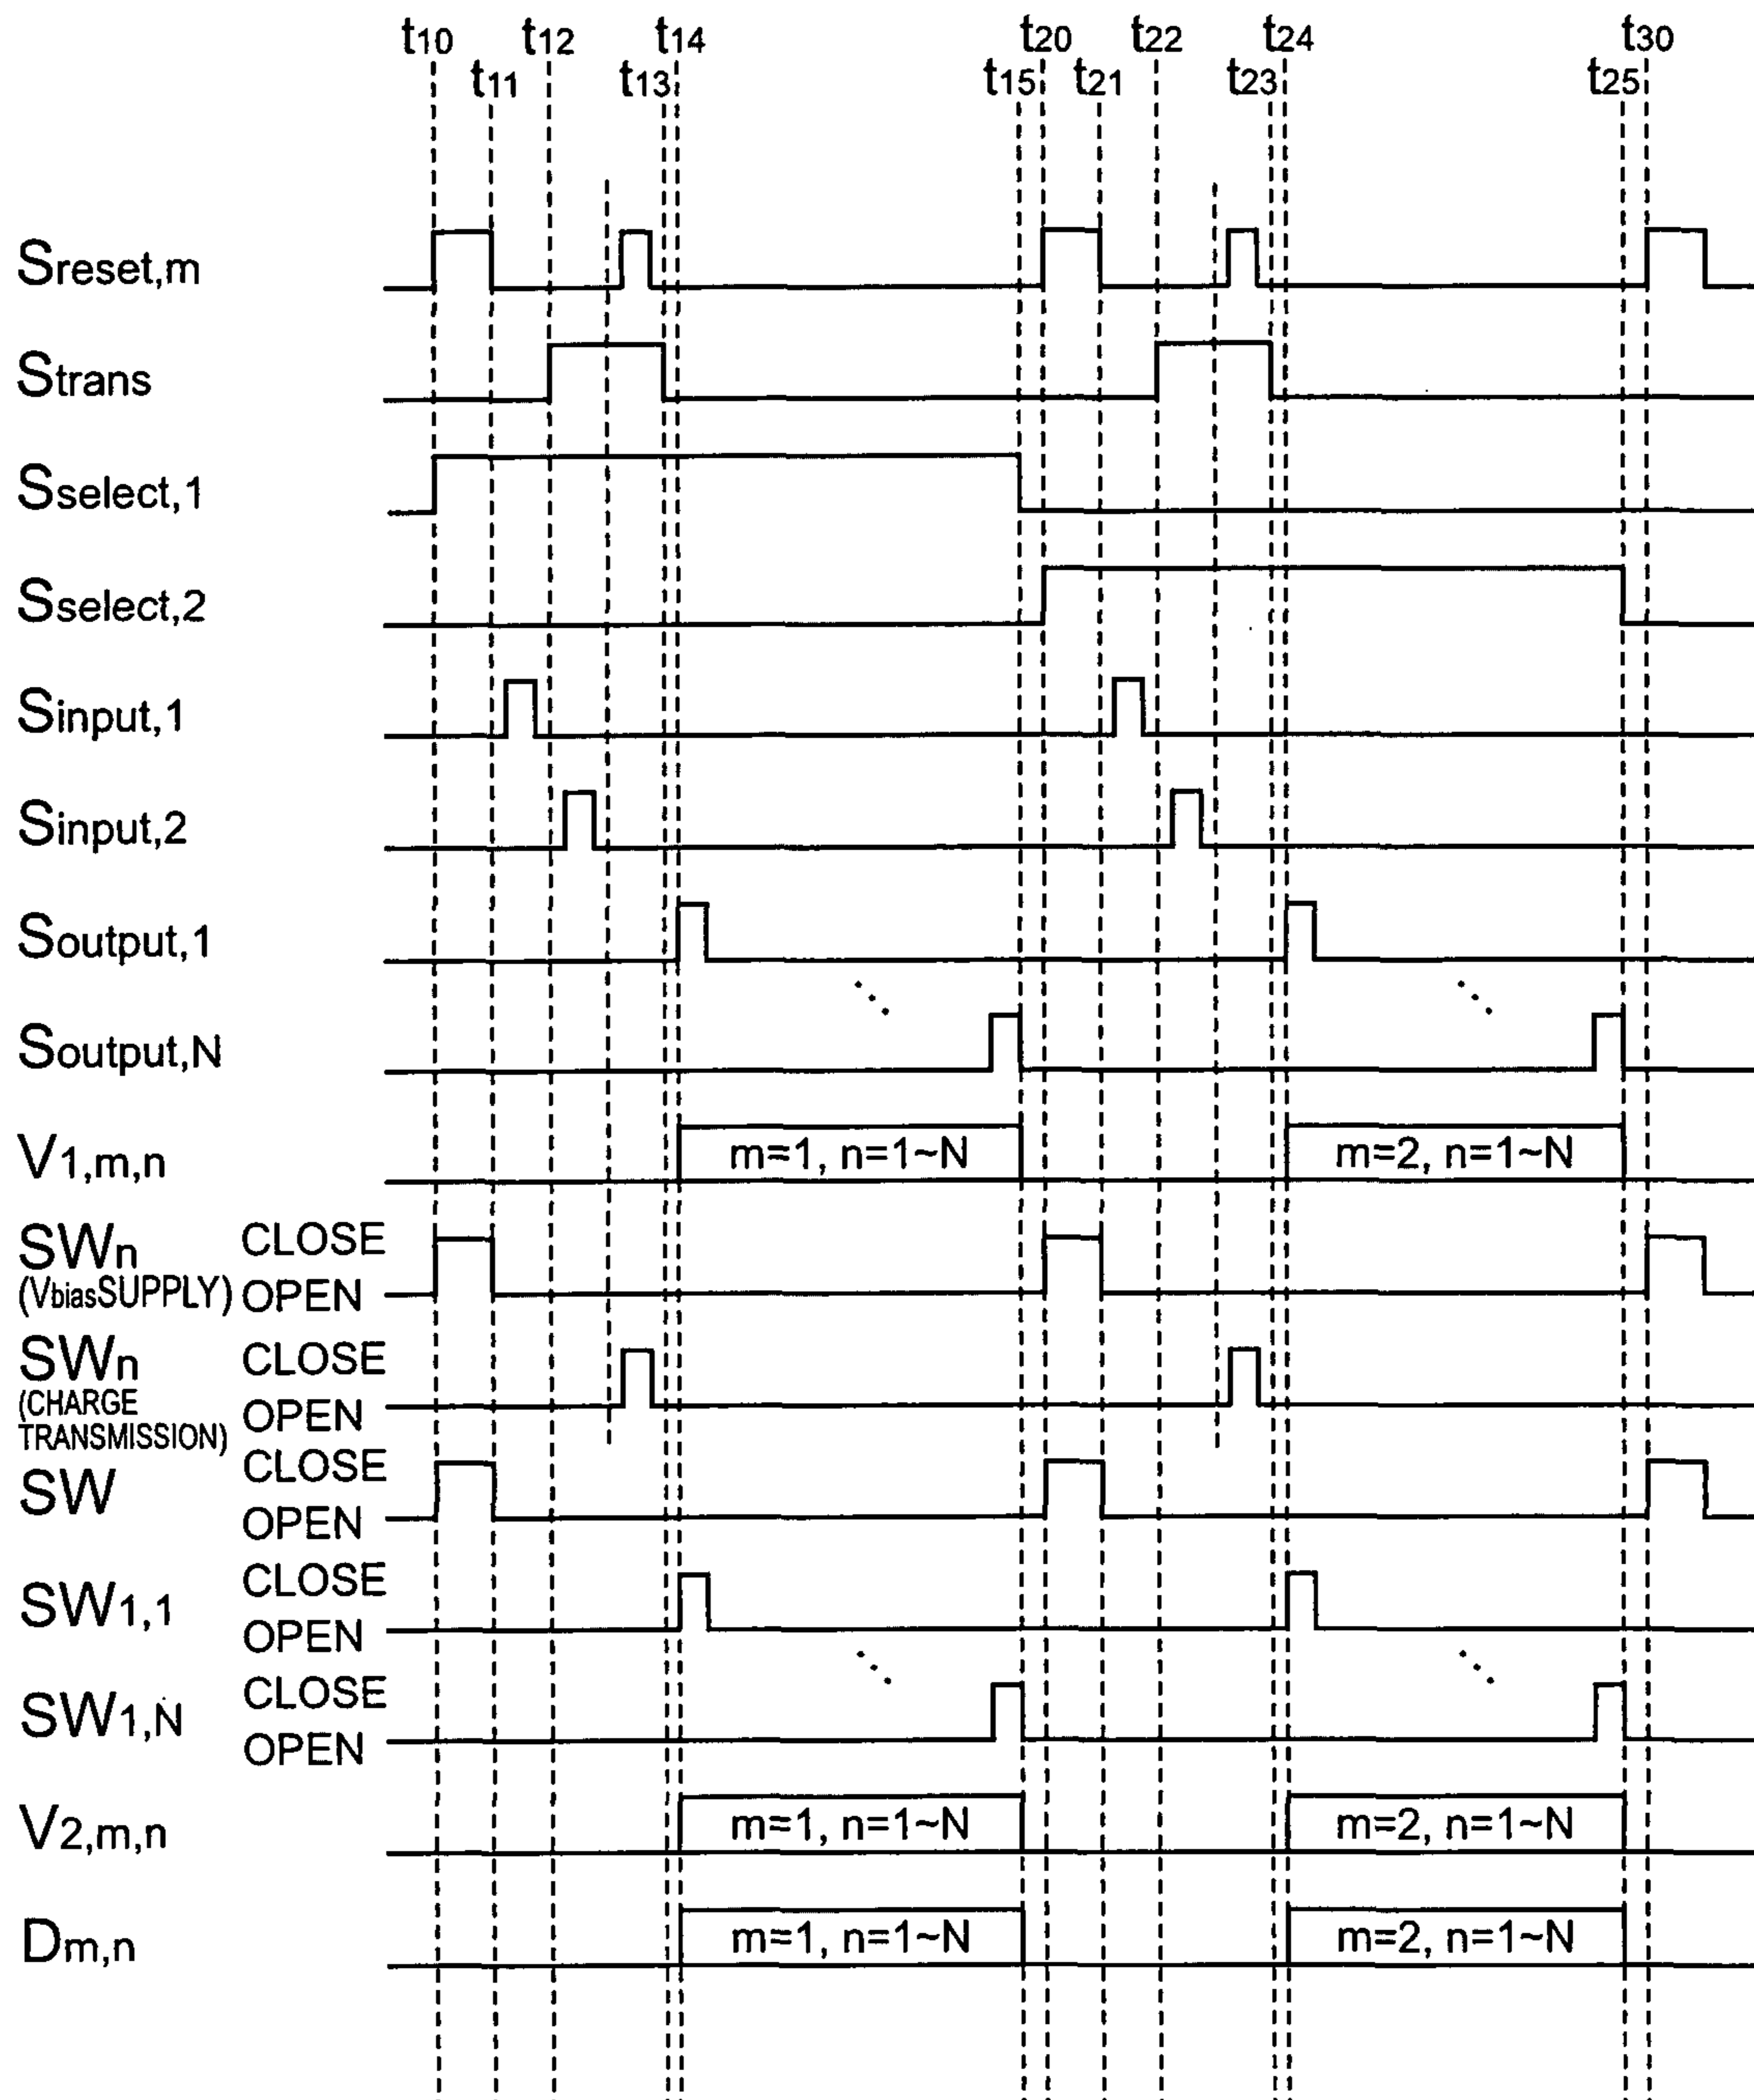 t10 t12 t14 t20 t22 t24 t30
t11 t13 t15 t21 t23 t25
Sreset,m
Strans
Sselect,1
Sselect,2
Sinput,1
Sinput,2
Soutput,1
Soutput,N
V1,m,n m=1, n=1~N m=2, n=1~N
SWn CLOSE
(VbiasSUPPLY) OPEN
SWn CLOSE
(CHARGE TRANSMISSION) OPEN
SW CLOSE
OPEN
SW1,1 CLOSE
OPEN
SW1,N CLOSE
OPEN
V2,m,n m=1, n=1~N m=2, n=1~N
Dm,n m=1, n=1~N m=2, n=1~N